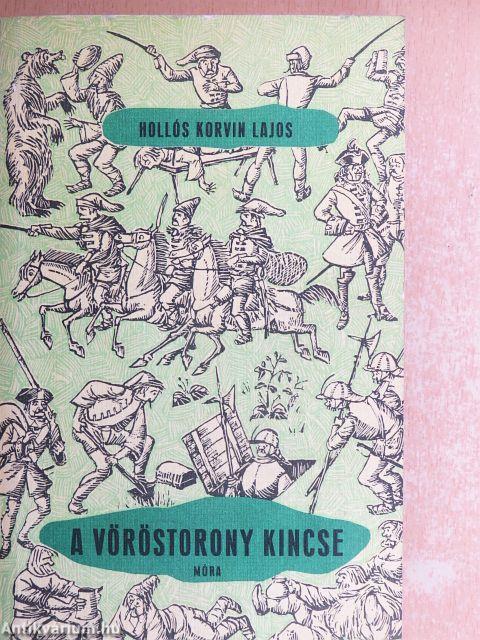 HOLLÓS KORVIN LAJOS
A VÖRÖSTORONY KINCSE
MÓRA
Antikvarium.hu